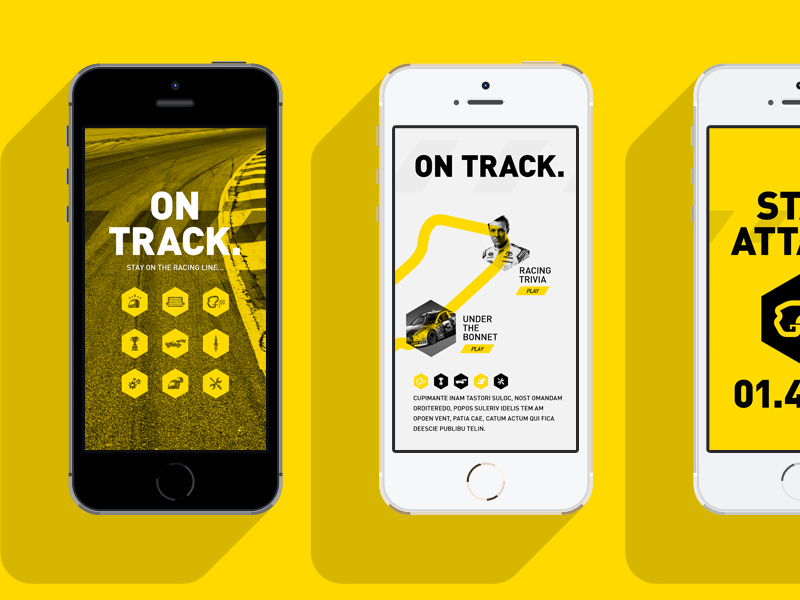 ON
TRACK.
STAY ON THE RACING LINE...
ON TRACK.
RACING
TRIVIA
PLAY
UNDER
THE
BONNET
PLAY
CUPIMANTE INAM TASTORI SULOC, NOST OMANDAM
ORDITEREDO, POPOS SULERIV IDELIS TEM AM
OPOEN VENT, PATIA CAE, CATUM ACTUM QUI FICA
DEESCIE PUBLIBU TELIN.
STA
ATTA
01.4